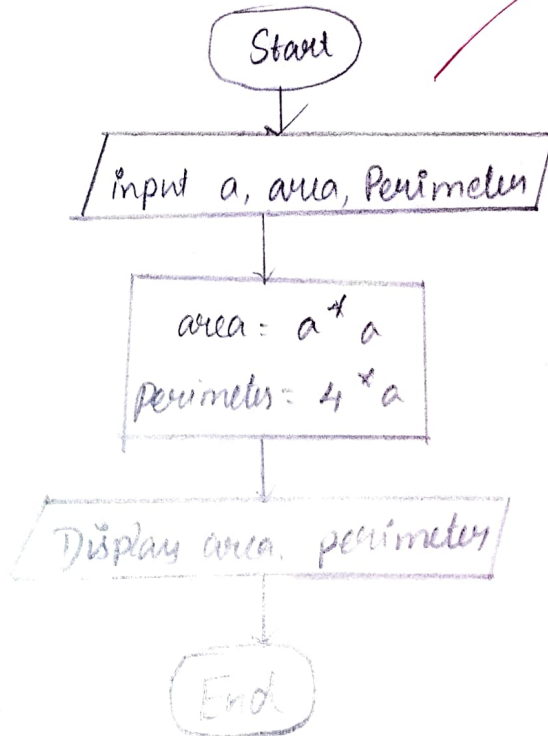 Start
input a, area, Perimeter
area = a * a
perimeter = 4 * a
Display area. perimeter
End